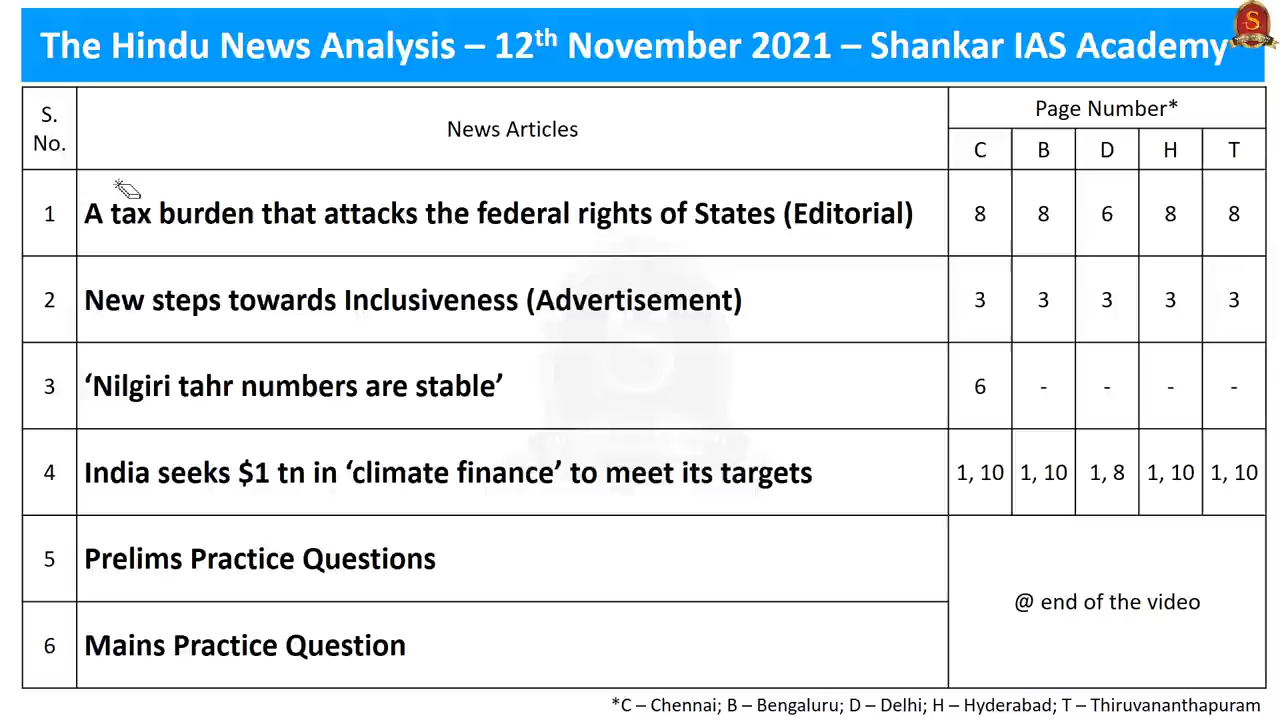 The Hindu News Analysis – 12th November 2021 – Shankar IAS Academy
S. No. News Articles Page Number*
C B D H T
1 A tax burden that attacks the federal rights of States (Editorial) 8 8 6 8 8
2 New steps towards Inclusiveness (Advertisement) 3 3 3 3 3
3 ‘Nilgiri tahr numbers are stable’ 6 - - - -
4 India seeks $1 tn in ‘climate finance’ to meet its targets 1, 10 1, 10 1, 8 1, 10 1, 10
5 Prelims Practice Questions
@ end of the video
6 Mains Practice Question
*C – Chennai; B – Bengaluru; D – Delhi; H – Hyderabad; T – Thiruvananthapuram